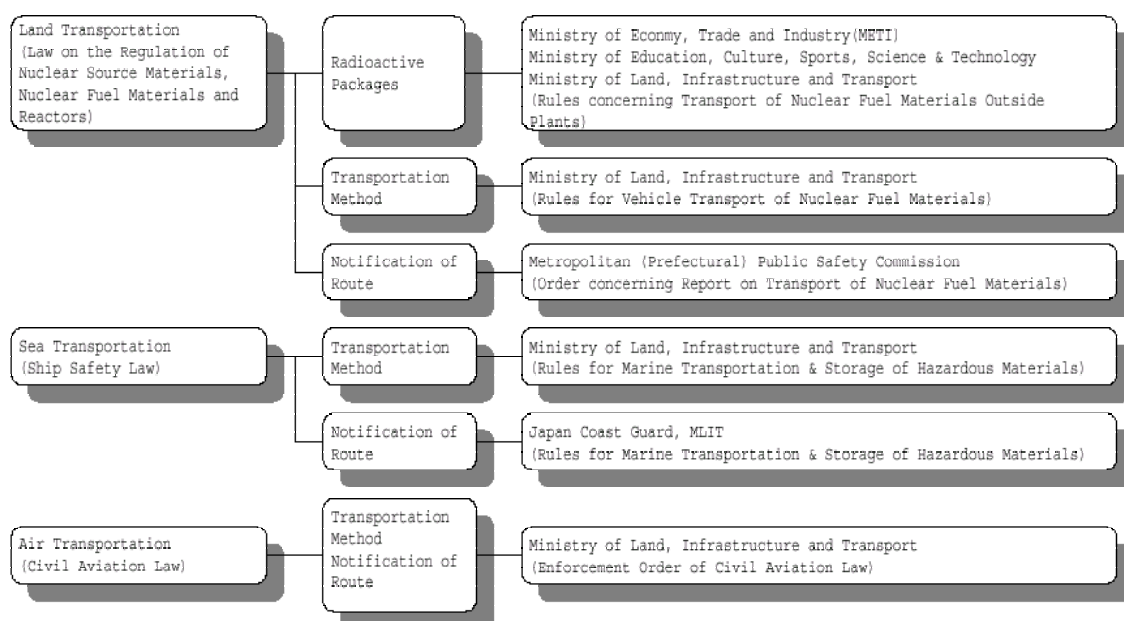 Land Transportation
(Law on the Regulation of
Nuclear Source Materials,
Nuclear Fuel Materials and
Reactors)
Radioactive
Packages
Ministry of Econmy, Trade and Industry(METI)
Ministry of Education, Culture, Sports, Science & Technology
Ministry of Land, Infrastructure and Transport
(Rules concerning Transport of Nuclear Fuel Materials Outside
Plants)
Transportation
Method
Ministry of Land, Infrastructure and Transport
(Rules for Vehicle Transport of Nuclear Fuel Materials)
Notification of
Route
Metropolitan (Prefectural) Public Safety Commission
(Order concerning Report on Transport of Nuclear Fuel Materials)
Sea Transportation
(Ship Safety Law)
Transportation
Method
Ministry of Land, Infrastructure and Transport
(Rules for Marine Transportation & Storage of Hazardous Materials)
Notification of
Route
Japan Coast Guard, MLIT
(Rules for Marine Transportation & Storage of Hazardous Materials)
Air Transportation
(Civil Aviation Law)
Transportation
Method
Notification of
Route
Ministry of Land, Infrastructure and Transport
(Enforcement Order of Civil Aviation Law)